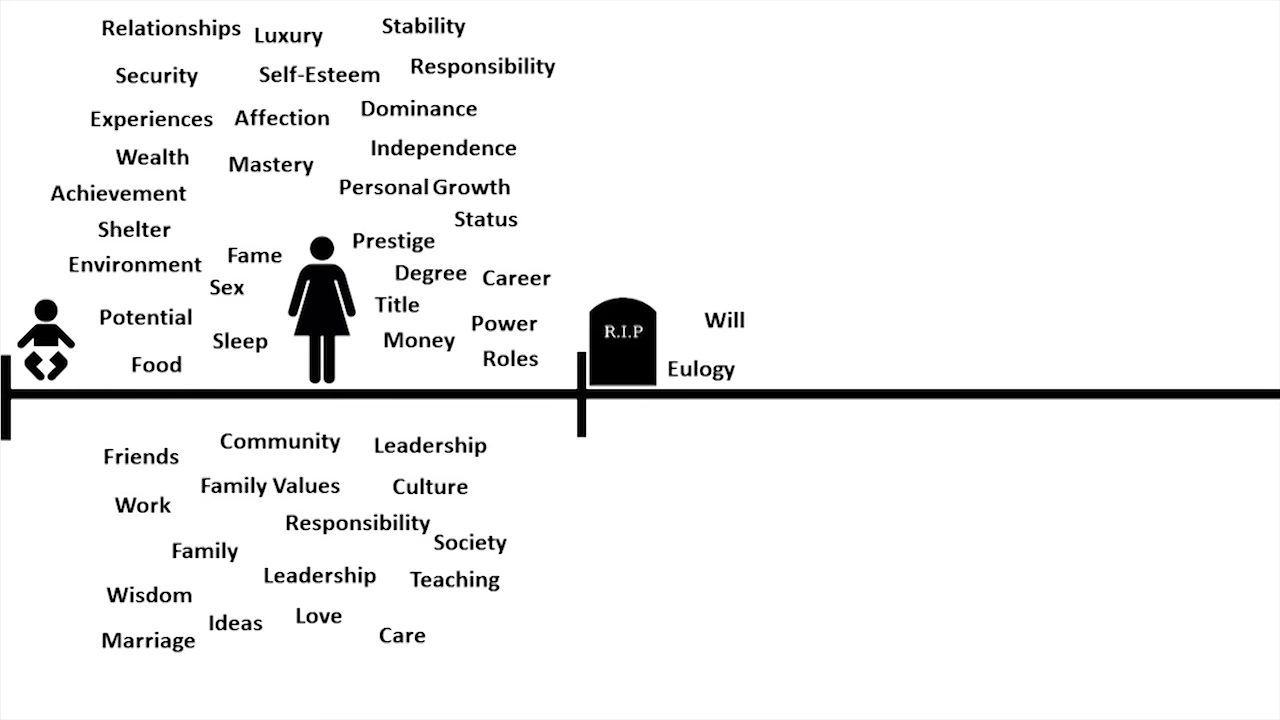 Relationships
Luxury
Stability
Security
Self-Esteem
Responsibility
Experiences
Affection
Dominance
Wealth
Mastery
Independence
Achievement
Personal Growth
Shelter
Status
Environment
Fame
Prestige
Sex
Degree
Career
Potential
Title
Power
Sleep
Money
Food
Roles
R.I.P
Will
Eulogy
Friends
Community
Leadership
Family Values
Culture
Work
Responsibility
Society
Family
Leadership
Teaching
Wisdom
Ideas
Love
Marriage
Care